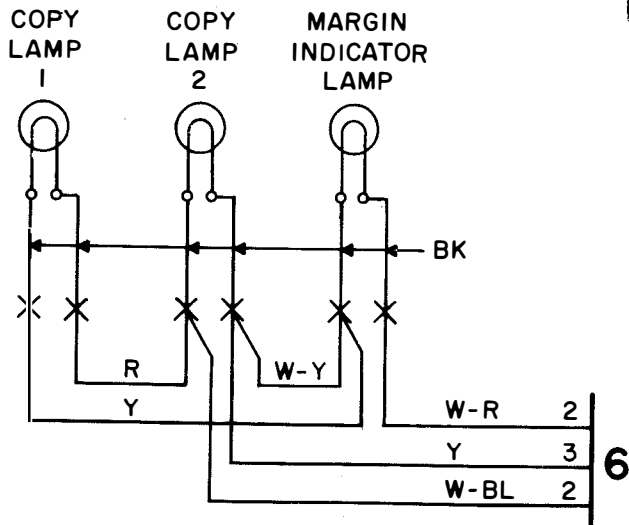 COPY
LAMP
1
COPY
LAMP
2
MARGIN
INDICATOR
LAMP
BK
R
W-Y
Y
W-R 2
Y 3
W-BL 2
6